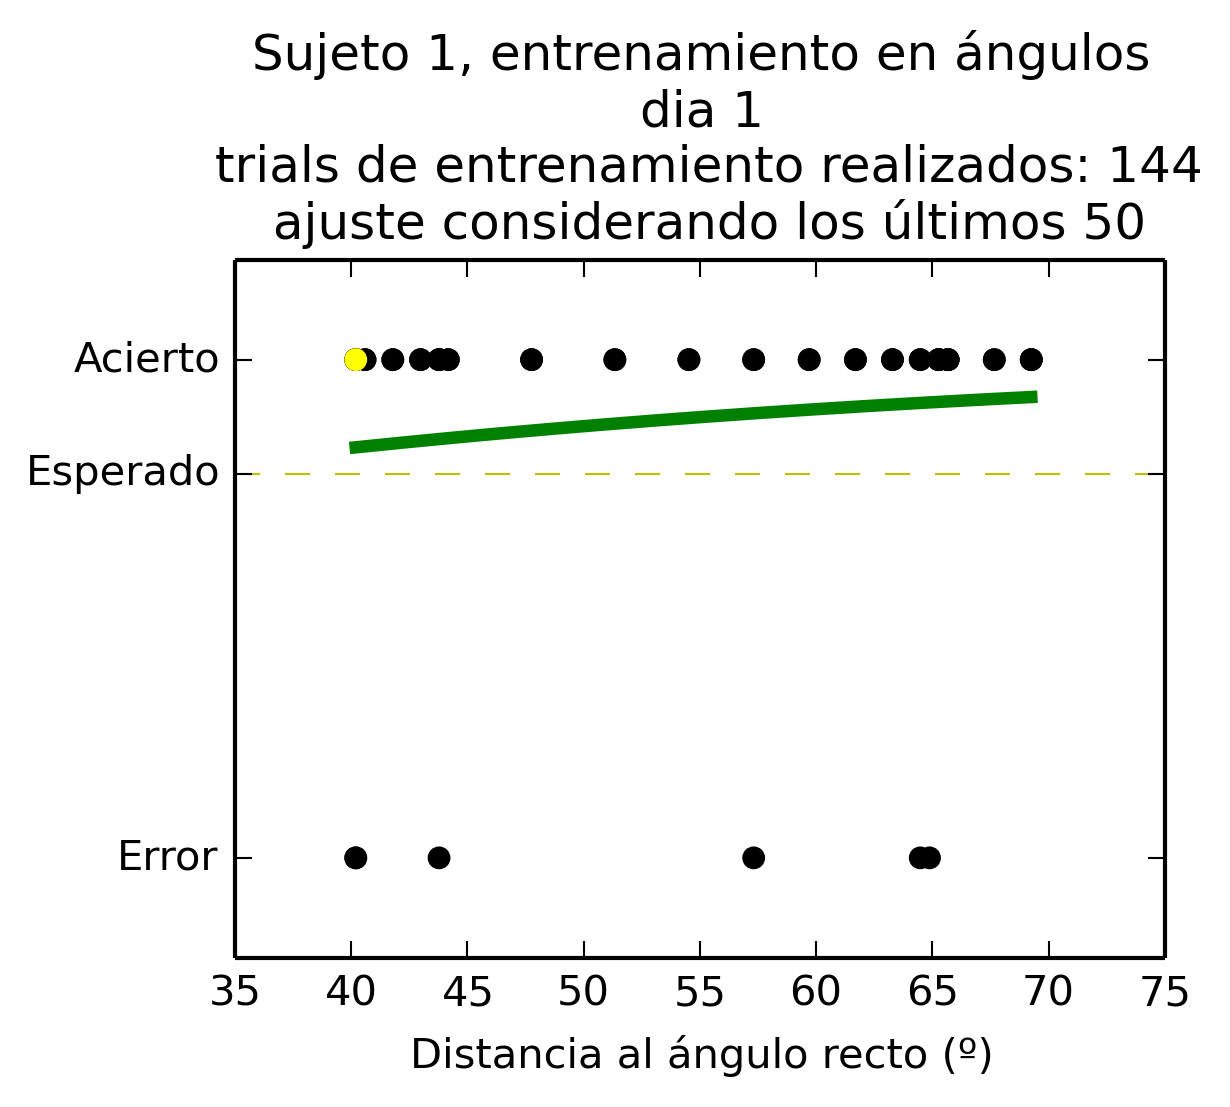 Sujeto 1, entrenamiento en ángulos
dia 1
trials de entrenamiento realizados: 144
ajuste considerando los últimos 50
Acierto
Esperado
Error
35 40 45 50 55 60 65 70 75
Distancia al ángulo recto (º)